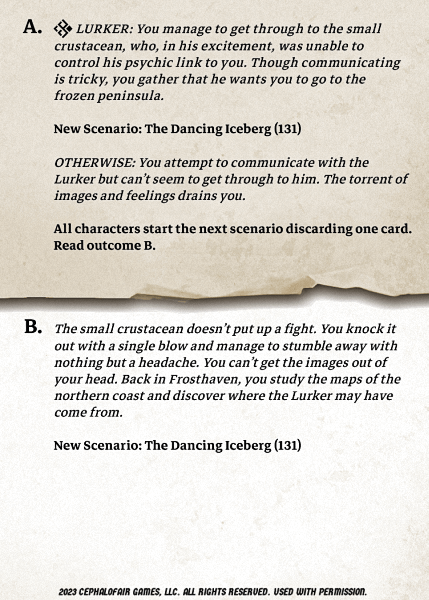 A. LURKER: You manage to get through to the small
crustacean, who, in his excitement, was unable to
control his psychic link to you. Though communicating
is tricky, you gather that he wants you to go to the
frozen peninsula.
New Scenario: The Dancing Iceberg (131)
OTHERWISE: You attempt to communicate with the
Lurker but can't seem to get through to him. The torrent of
images and feelings drains you.
All characters start the next scenario discarding one card.
Read outcome B.
B. The small crustacean doesn't put up a fight. You knock it
out with a single blow and manage to stumble away with
nothing but a headache. You can't get the images out of
your head. Back in Frosthaven, you study the maps of the
northern coast and discover where the Lurker may have
come from.
New Scenario: The Dancing Iceberg (131)
2023 CEPHALOFAIR GAMES, LLC. ALL RIGHTS RESERVED. USED WITH PERMISSION.